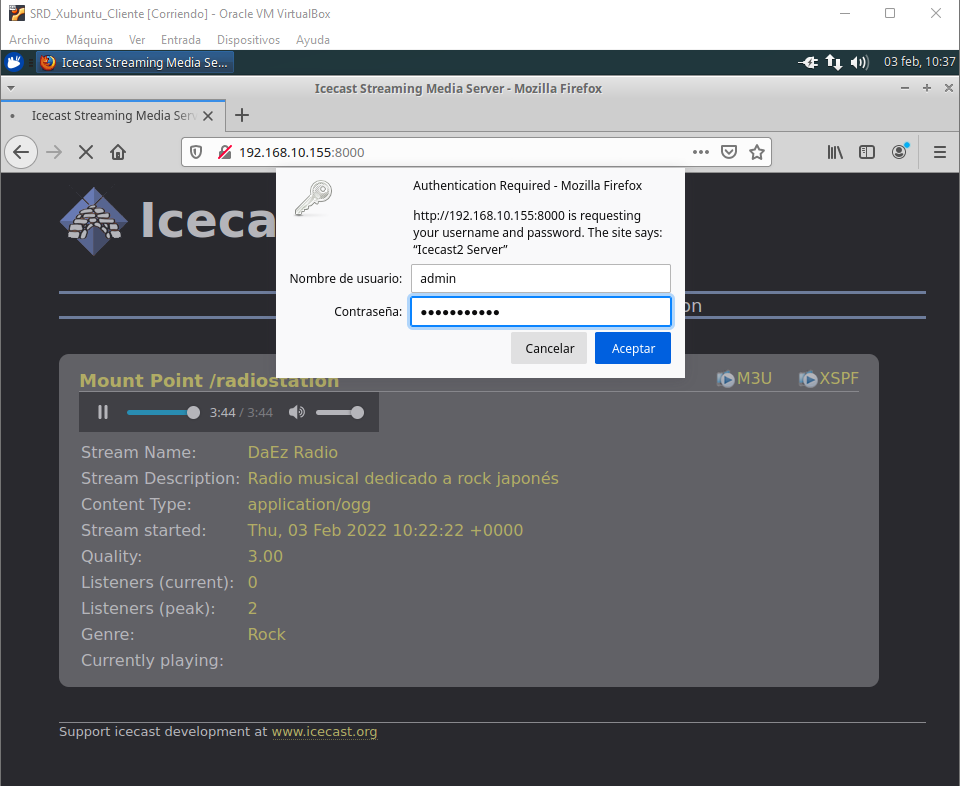 SRD_Xubuntu_Cliente [Corriendo] - Oracle VM VirtualBox
Archivo Máquina Ver Entrada Dispositivos Ayuda
Icecast Streaming Media Se... 03 feb, 10:37
Icecast Streaming Media Server - Mozilla Firefox
Icecast Streaming Media Ser
192.168.10.155:8000
Authentication Required - Mozilla Firefox
http://192.168.10.155:8000 is requesting
your username and password. The site says:
“Icecast2 Server”
Nombre de usuario: admin
Contraseña: •••••••••••
Cancelar Aceptar
Iceca
on
Mount Point /radiostation M3U XSPF
3:44 / 3:44
Stream Name: DaEz Radio
Stream Description: Radio musical dedicado a rock japonés
Content Type: application/ogg
Stream started: Thu, 03 Feb 2022 10:22:22 +0000
Quality: 3.00
Listeners (current): 0
Listeners (peak): 2
Genre: Rock
Currently playing:
Support icecast development at www.icecast.org